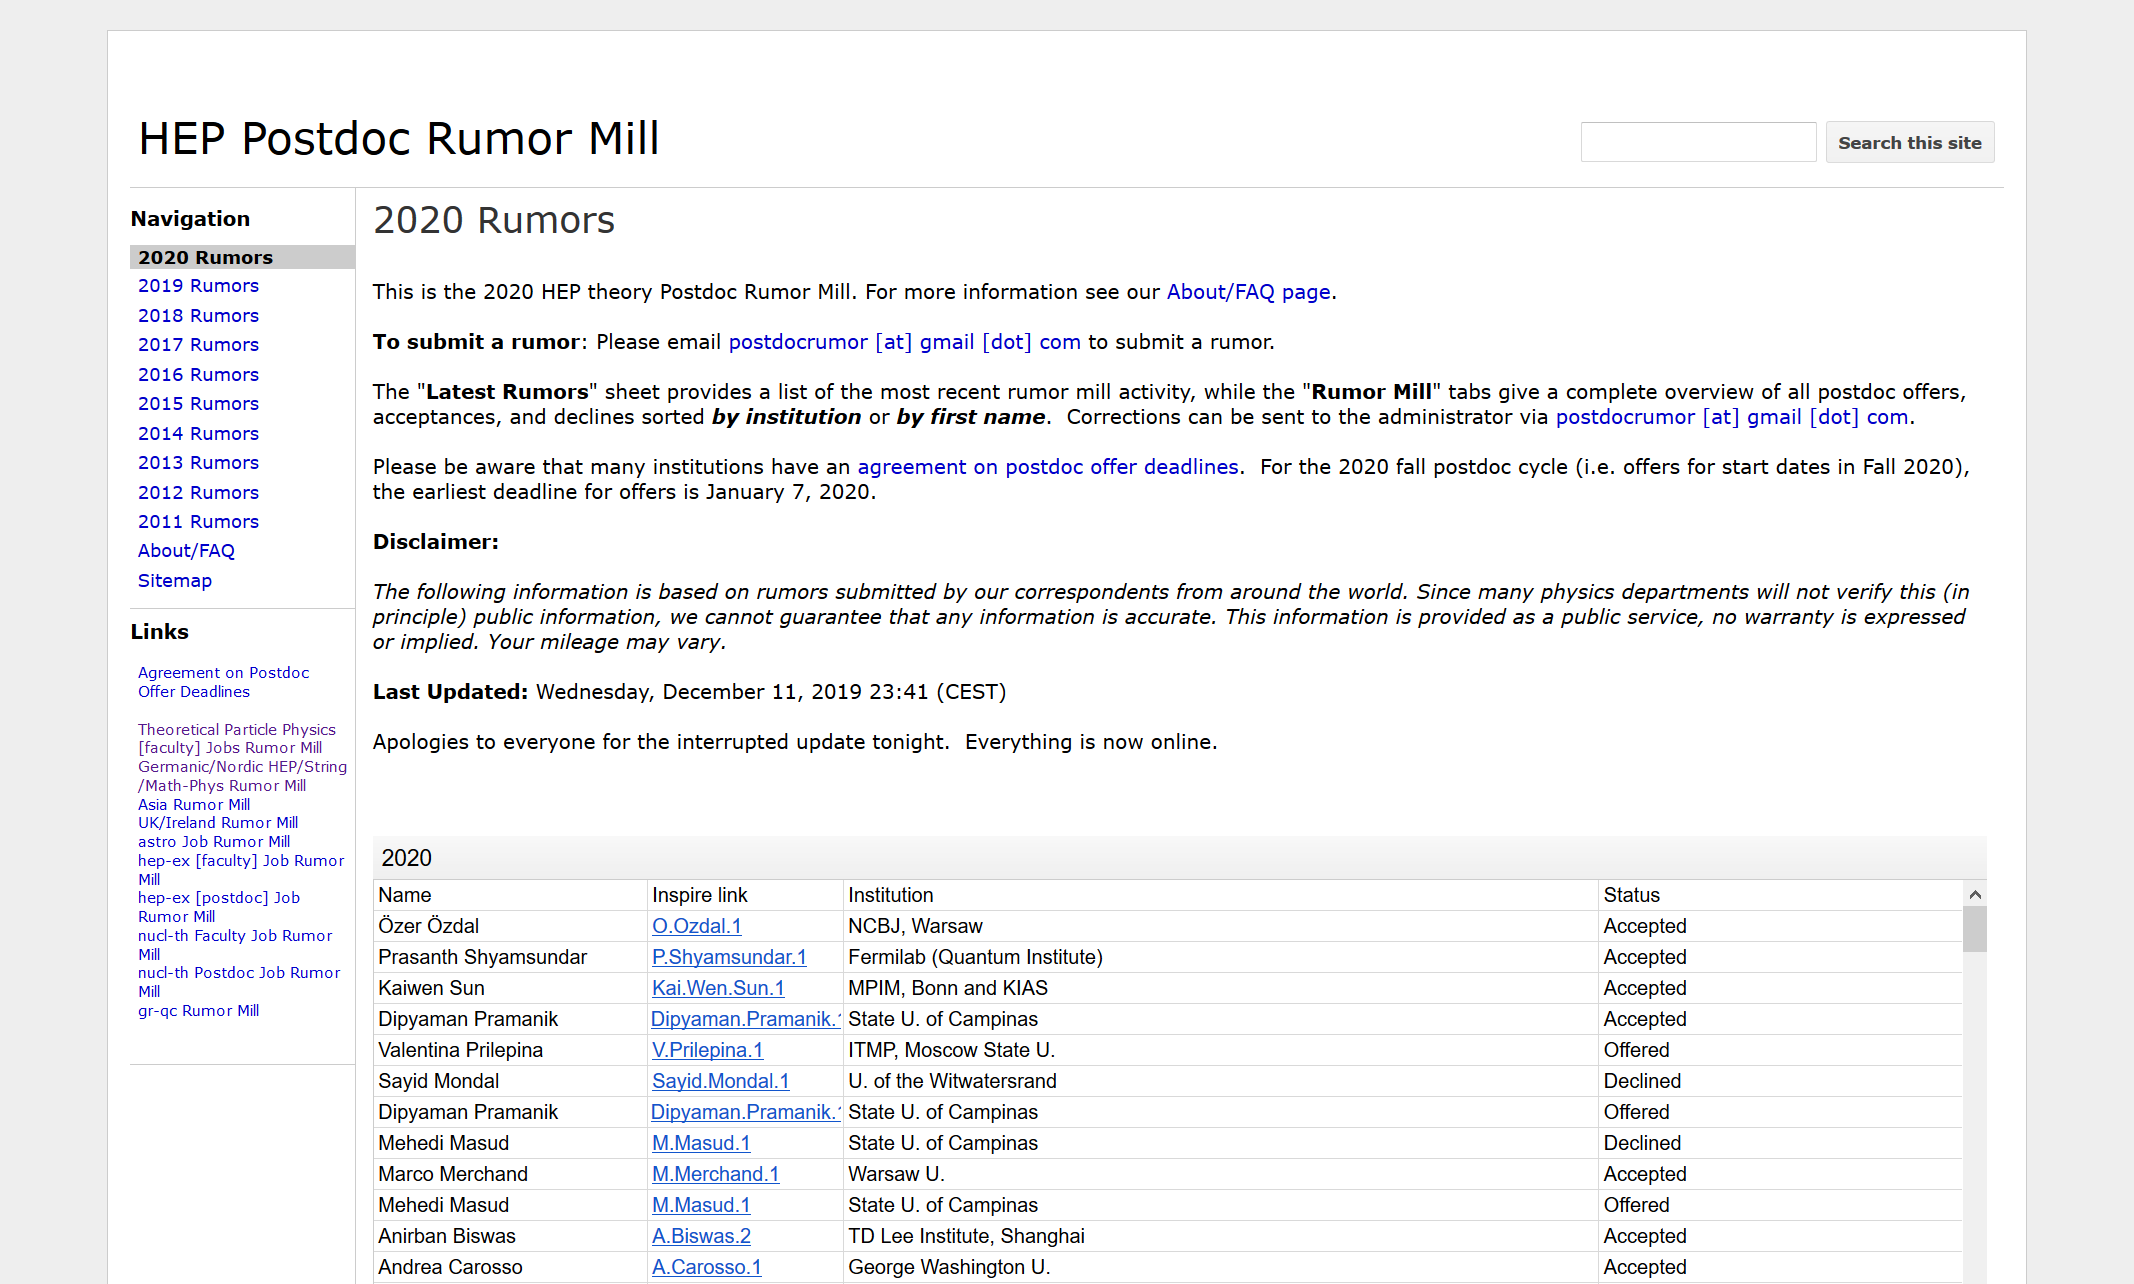 HEP Postdoc Rumor Mill
Search this site
Navigation
2020 Rumors
2019 Rumors
2018 Rumors
2017 Rumors
2016 Rumors
2015 Rumors
2014 Rumors
2013 Rumors
2012 Rumors
2011 Rumors
About/FAQ
Sitemap
Links
Agreement on Postdoc
Offer Deadlines
Theoretical Particle Physics
[faculty] Jobs Rumor Mill
Germanic/Nordic HEP/String
/Math-Phys Rumor Mill
Asia Rumor Mill
UK/Ireland Rumor Mill
astro Job Rumor Mill
hep-ex [faculty] Job Rumor
Mill
hep-ex [postdoc] Job
Rumor Mill
nucl-th Faculty Job Rumor
Mill
nucl-th Postdoc Job Rumor
Mill
gr-qc Rumor Mill
2020 Rumors
This is the 2020 HEP theory Postdoc Rumor Mill. For more information see our About/FAQ page.
To submit a rumor: Please email postdocrumor [at] gmail [dot] com to submit a rumor.
The "Latest Rumors" sheet provides a list of the most recent rumor mill activity, while the "Rumor Mill" tabs give a complete overview of all postdoc offers,
acceptances, and declines sorted by institution or by first name.  Corrections can be sent to the administrator via postdocrumor [at] gmail [dot] com.
Please be aware that many institutions have an agreement on postdoc offer deadlines.  For the 2020 fall postdoc cycle (i.e. offers for start dates in Fall 2020),
the earliest deadline for offers is January 7, 2020.
Disclaimer:
The following information is based on rumors submitted by our correspondents from around the world. Since many physics departments will not verify this (in
principle) public information, we cannot guarantee that any information is accurate. This information is provided as a public service, no warranty is expressed
or implied. Your mileage may vary.
Last Updated: Wednesday, December 11, 2019 23:41 (CEST)
Apologies to everyone for the interrupted update tonight.  Everything is now online.
2020
Name Inspire link Institution Status
Özer Özdal O.Ozdal.1 NCBJ, Warsaw Accepted
Prasanth Shyamsundar P.Shyamsundar.1 Fermilab (Quantum Institute) Accepted
Kaiwen Sun Kai.Wen.Sun.1 MPIM, Bonn and KIAS Accepted
Dipyaman Pramanik Dipyaman.Pramanik.1 State U. of Campinas Accepted
Valentina Prilepina V.Prilepina.1 ITMP, Moscow State U. Offered
Sayid Mondal Sayid.Mondal.1 U. of the Witwatersrand Declined
Dipyaman Pramanik Dipyaman.Pramanik.1 State U. of Campinas Offered
Mehedi Masud M.Masud.1 State U. of Campinas Declined
Marco Merchand M.Merchand.1 Warsaw U. Accepted
Mehedi Masud M.Masud.1 State U. of Campinas Offered
Anirban Biswas A.Biswas.2 TD Lee Institute, Shanghai Accepted
Andrea Carosso A.Carosso.1 George Washington U. Accepted